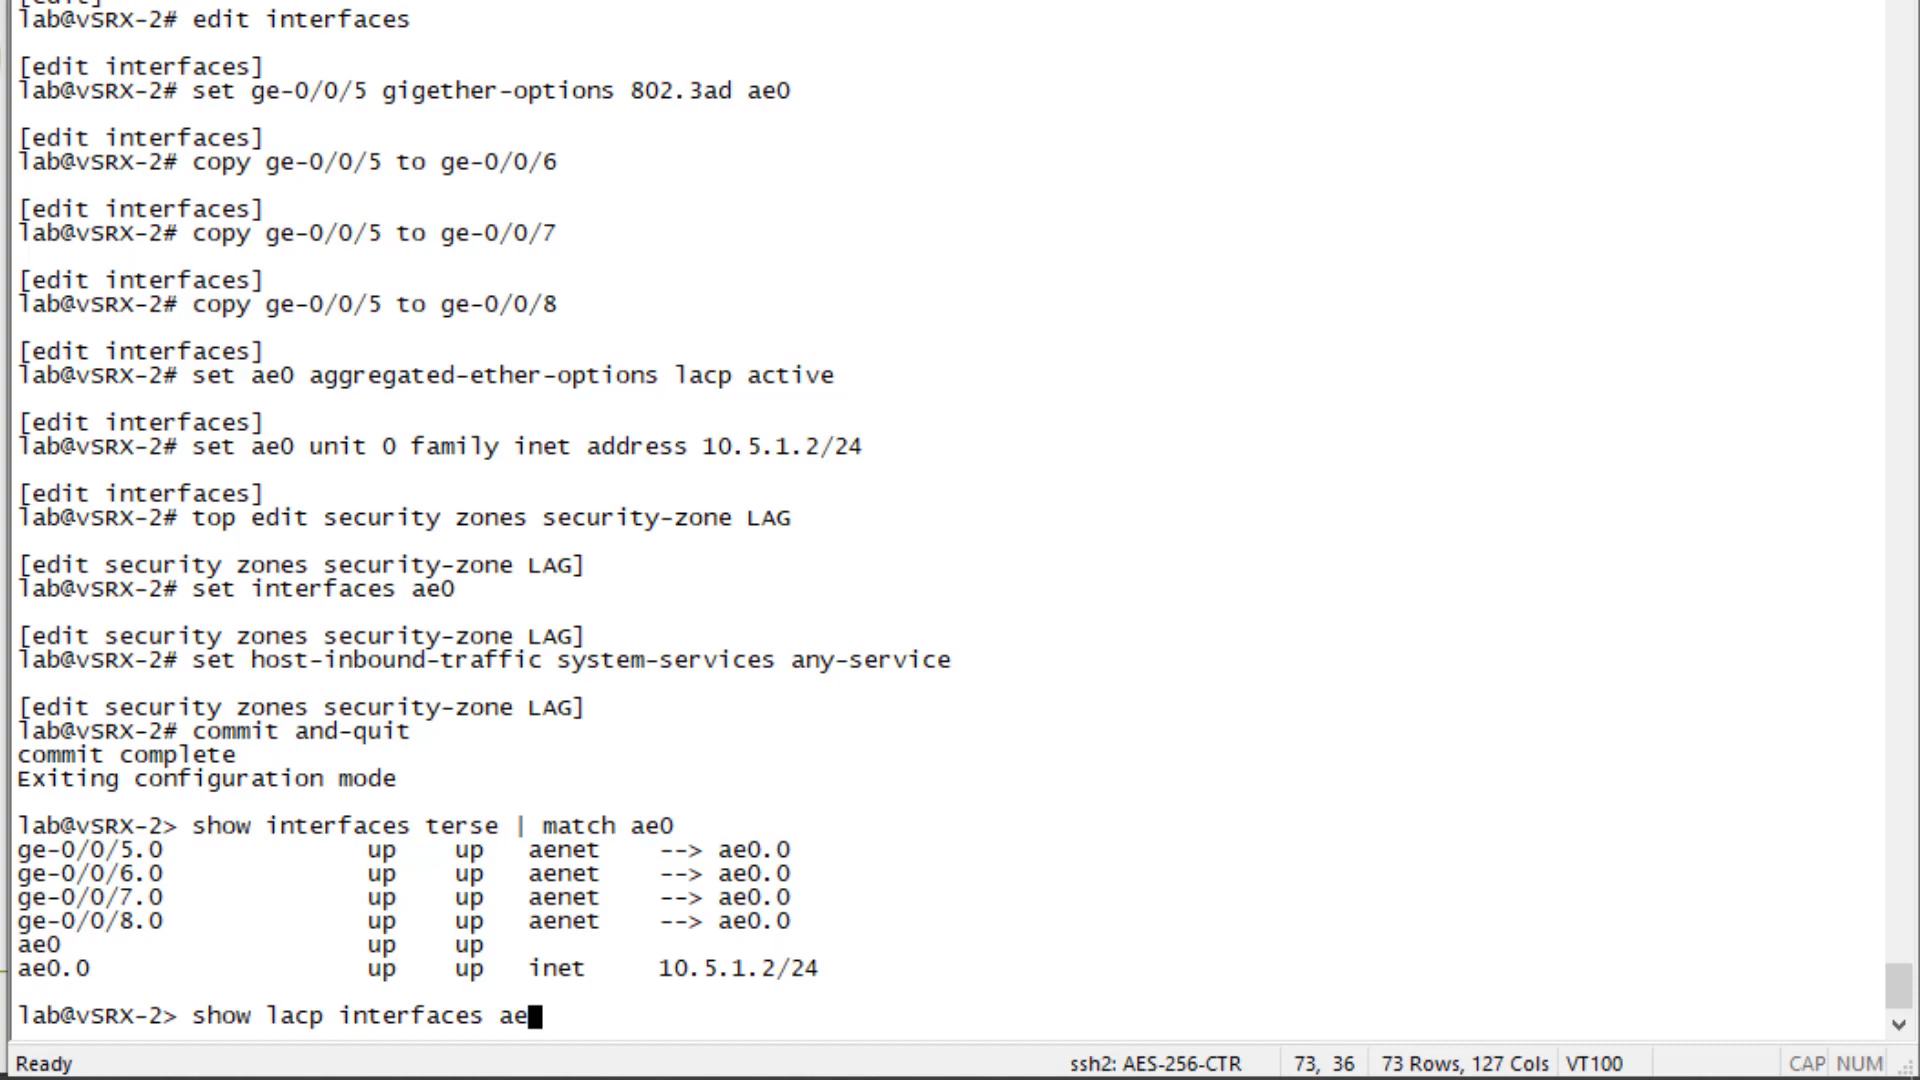 [edit]
lab@vSRX-2# edit interfaces
[edit interfaces]
lab@vSRX-2# set ge-0/0/5 gigether-options 802.3ad ae0
[edit interfaces]
lab@vSRX-2# copy ge-0/0/5 to ge-0/0/6
[edit interfaces]
lab@vSRX-2# copy ge-0/0/5 to ge-0/0/7
[edit interfaces]
lab@vSRX-2# copy ge-0/0/5 to ge-0/0/8
[edit interfaces]
lab@vSRX-2# set ae0 aggregated-ether-options lacp active
[edit interfaces]
lab@vSRX-2# set ae0 unit 0 family inet address 10.5.1.2/24
[edit interfaces]
lab@vSRX-2# top edit security zones security-zone LAG
[edit security zones security-zone LAG]
lab@vSRX-2# set interfaces ae0
[edit security zones security-zone LAG]
lab@vSRX-2# set host-inbound-traffic system-services any-service
[edit security zones security-zone LAG]
lab@vSRX-2# commit and-quit
commit complete
Exiting configuration mode
lab@vSRX-2> show interfaces terse | match ae0
ge-0/0/5.0 up up aenet --> ae0.0
ge-0/0/6.0 up up aenet --> ae0.0
ge-0/0/7.0 up up aenet --> ae0.0
ge-0/0/8.0 up up aenet --> ae0.0
ae0 up up
ae0.0 up up inet 10.5.1.2/24
lab@vSRX-2> show lacp interfaces ae
Ready ssh2: AES-256-CTR 73, 36 73 Rows, 127 Cols VT100 CAP NUM